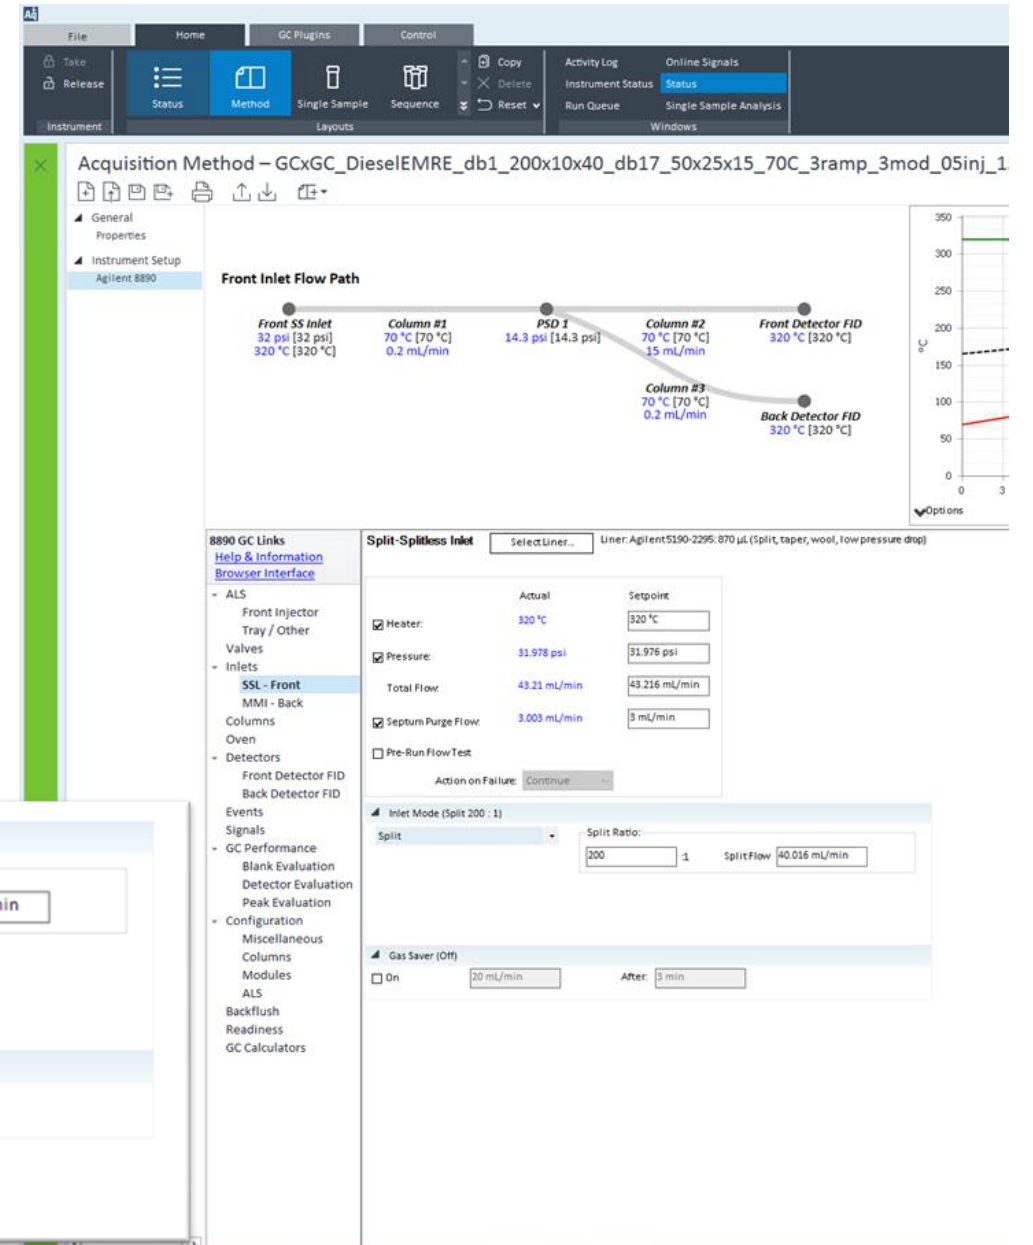 File Home GC Plugins Control
Take
Release
Instrument
Status Method Single Sample Sequence
Layouts
Copy
Delete
Reset
Activity Log Online Signals
Instrument Status Status
Run Queue Single Sample Analysis
Windows
Acquisition Method – GCxGC_DieselEMRE_db1_200x10x40_db17_50x25x15_70C_3ramp_3mod_05inj_1
General
Properties
Instrument Setup
Agilent 8890
Front Inlet Flow Path
Front SS Inlet
32 psi [32 psi]
320 °C [320 °C]
Column #1
70 °C [70 °C]
0.2 mL/min
PSD 1
14.3 psi [14.3 psi]
Column #2
70 °C [70 °C]
15 mL/min
Front Detector FID
320 °C [320 °C]
Column #3
70 °C [70 °C]
0.2 mL/min
Back Detector FID
320 °C [320 °C]
350
300
250
200
150
100
50
0
°C
0 3
Options
8890 GC Links
Help & Information
Browser Interface
ALS
Front Injector
Tray / Other
Valves
Inlets
SSL - Front
MMI - Back
Columns
Oven
Detectors
Front Detector FID
Back Detector FID
Events
Signals
GC Performance
Blank Evaluation
Detector Evaluation
Peak Evaluation
Configuration
Miscellaneous
Columns
Modules
ALS
Backflush
Readiness
GC Calculators
Split-Splitless Inlet Select Liner... Liner: Agilent 5190-2295: 870 µL (Split, taper, wool, low pressure drop)
Actual Setpoint
Heater: 320 °C 320 °C
Pressure: 31.978 psi 31.976 psi
Total Flow: 43.21 mL/min 43.216 mL/min
Septum Purge Flow: 3.003 mL/min 3 mL/min
Pre-Run Flow Test
Action on Failure: Continue
Inlet Mode (Split 200 : 1)
Split
Split Ratio:
200 :1 Split Flow 40.016 mL/min
Gas Saver (Off)
On 20 mL/min After: 3 min
in